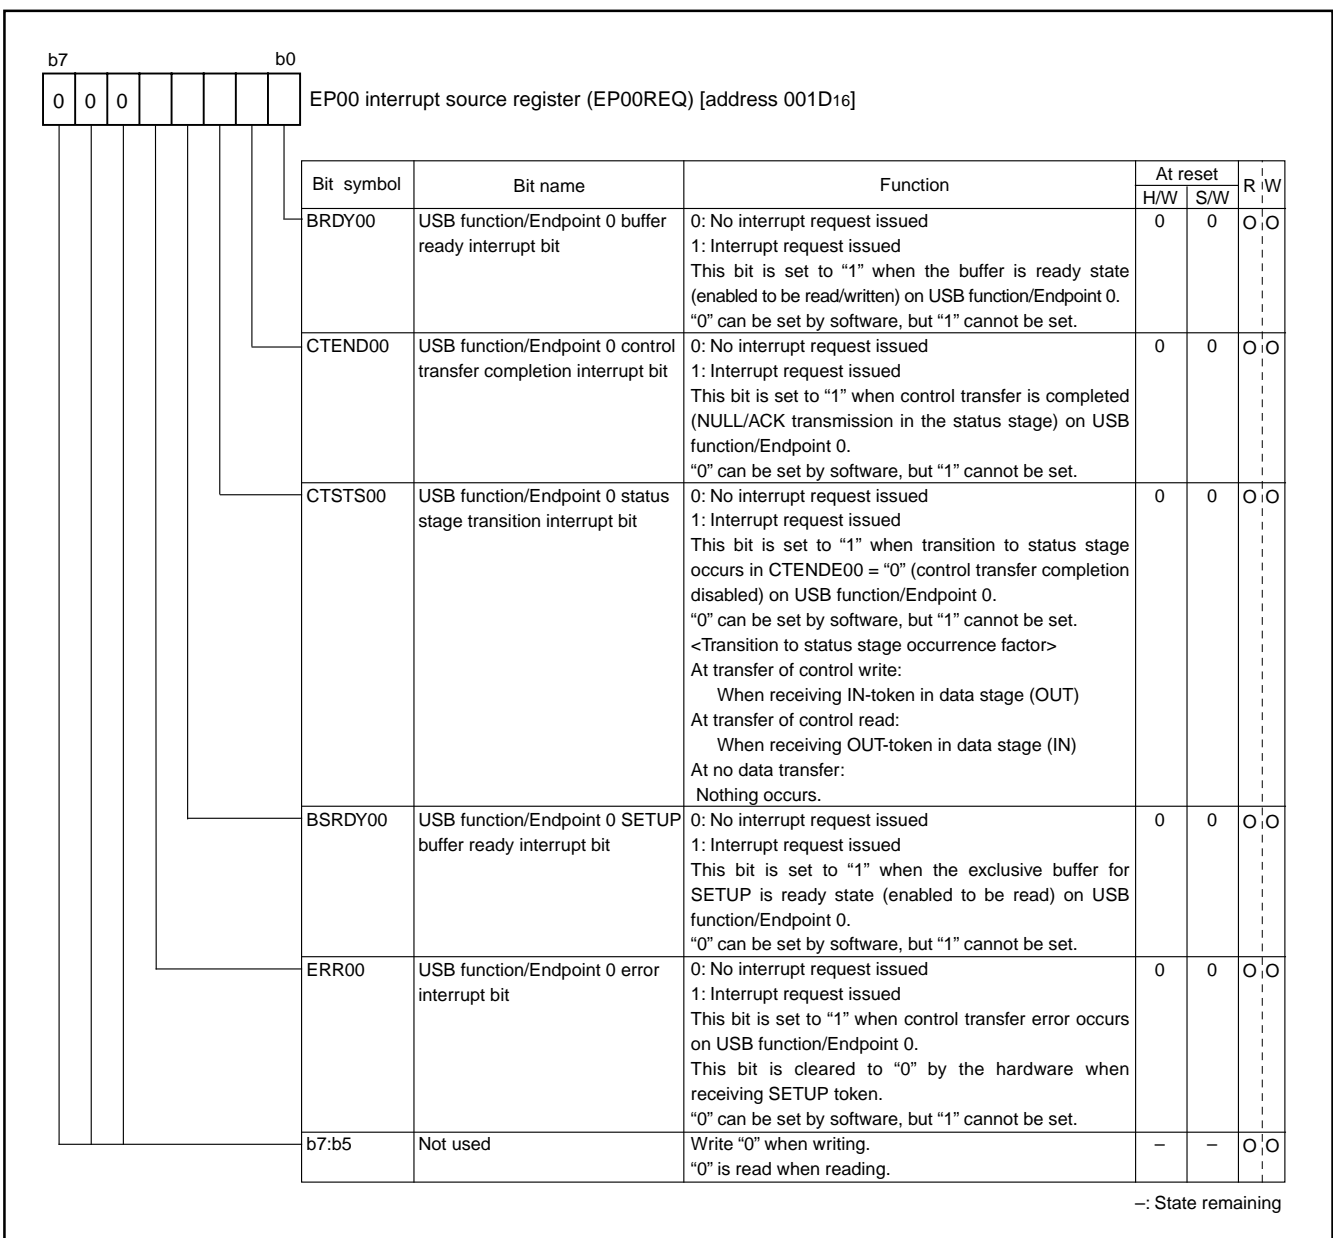 b7 b0
0 0 0 EP00 interrupt source register (EP00REQ) [address 001D16]
Bit symbol Bit name Function At reset R W
H/W S/W
BRDY00 USB function/Endpoint 0 buffer 0: No interrupt request issued 0 0 O O
ready interrupt bit 1: Interrupt request issued
This bit is set to “1” when the buffer is ready state
(enabled to be read/written) on USB function/Endpoint 0.
“0” can be set by software, but “1” cannot be set.
CTEND00 USB function/Endpoint 0 control 0: No interrupt request issued 0 0 O O
transfer completion interrupt bit 1: Interrupt request issued
This bit is set to “1” when control transfer is completed
(NULL/ACK transmission in the status stage) on USB
function/Endpoint 0.
“0” can be set by software, but “1” cannot be set.
CTSTS00 USB function/Endpoint 0 status 0: No interrupt request issued 0 0 O O
stage transition interrupt bit 1: Interrupt request issued
This bit is set to “1” when transition to status stage
occurs in CTENDE00 = “0” (control transfer completion
disabled) on USB function/Endpoint 0.
“0” can be set by software, but “1” cannot be set.
<Transition to status stage occurrence factor>
At transfer of control write:
When receiving IN-token in data stage (OUT)
At transfer of control read:
When receiving OUT-token in data stage (IN)
At no data transfer:
Nothing occurs.
BSRDY00 USB function/Endpoint 0 SETUP 0: No interrupt request issued 0 0 O O
buffer ready interrupt bit 1: Interrupt request issued
This bit is set to “1” when the exclusive buffer for
SETUP is ready state (enabled to be read) on USB
function/Endpoint 0.
“0” can be set by software, but “1” cannot be set.
ERR00 USB function/Endpoint 0 error 0: No interrupt request issued 0 0 O O
interrupt bit 1: Interrupt request issued
This bit is set to “1” when control transfer error occurs
on USB function/Endpoint 0.
This bit is cleared to “0” by the hardware when
receiving SETUP token.
“0” can be set by software, but “1” cannot be set.
b7:b5 Not used Write “0” when writing. – – O O
“0” is read when reading.
–: State remaining